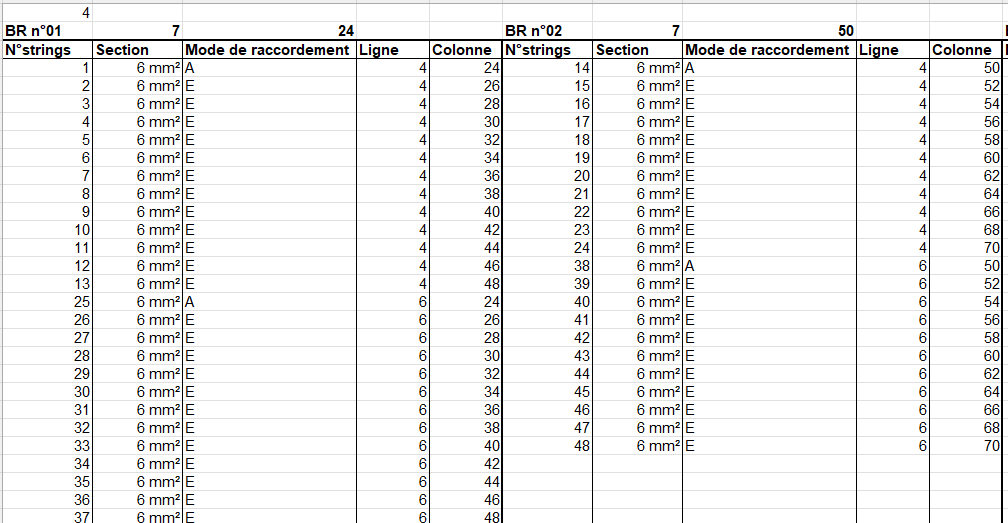 4
BR n°01 7 24 BR n°02 7 50
N°strings Section Mode de raccordement Ligne Colonne N°strings Section Mode de raccordement Ligne Colonne
1 6 mm² A 4 24 14 6 mm² A 4 50
2 6 mm² E 4 26 15 6 mm² E 4 52
3 6 mm² E 4 28 16 6 mm² E 4 54
4 6 mm² E 4 30 17 6 mm² E 4 56
5 6 mm² E 4 32 18 6 mm² E 4 58
6 6 mm² E 4 34 19 6 mm² E 4 60
7 6 mm² E 4 36 20 6 mm² E 4 62
8 6 mm² E 4 38 21 6 mm² E 4 64
9 6 mm² E 4 40 22 6 mm² E 4 66
10 6 mm² E 4 42 23 6 mm² E 4 68
11 6 mm² E 4 44 24 6 mm² E 4 70
12 6 mm² E 4 46 38 6 mm² A 6 50
13 6 mm² E 4 48 39 6 mm² E 6 52
25 6 mm² A 6 24 40 6 mm² E 6 54
26 6 mm² E 6 26 41 6 mm² E 6 56
27 6 mm² E 6 28 42 6 mm² E 6 58
28 6 mm² E 6 30 43 6 mm² E 6 60
29 6 mm² E 6 32 44 6 mm² E 6 62
30 6 mm² E 6 34 45 6 mm² E 6 64
31 6 mm² E 6 36 46 6 mm² E 6 66
32 6 mm² E 6 38 47 6 mm² E 6 68
33 6 mm² E 6 40 48 6 mm² E 6 70
34 6 mm² E 6 42
35 6 mm² E 6 44
36 6 mm² E 6 46
37 6 mm² E 6 48